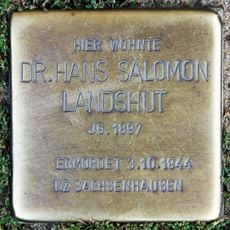 HIER WOHNTE
DR. HANS SALOMON
LANDSHUT
JG. 1897
ERMORDET 3.10.1944
KZ SACHSENHAUSEN